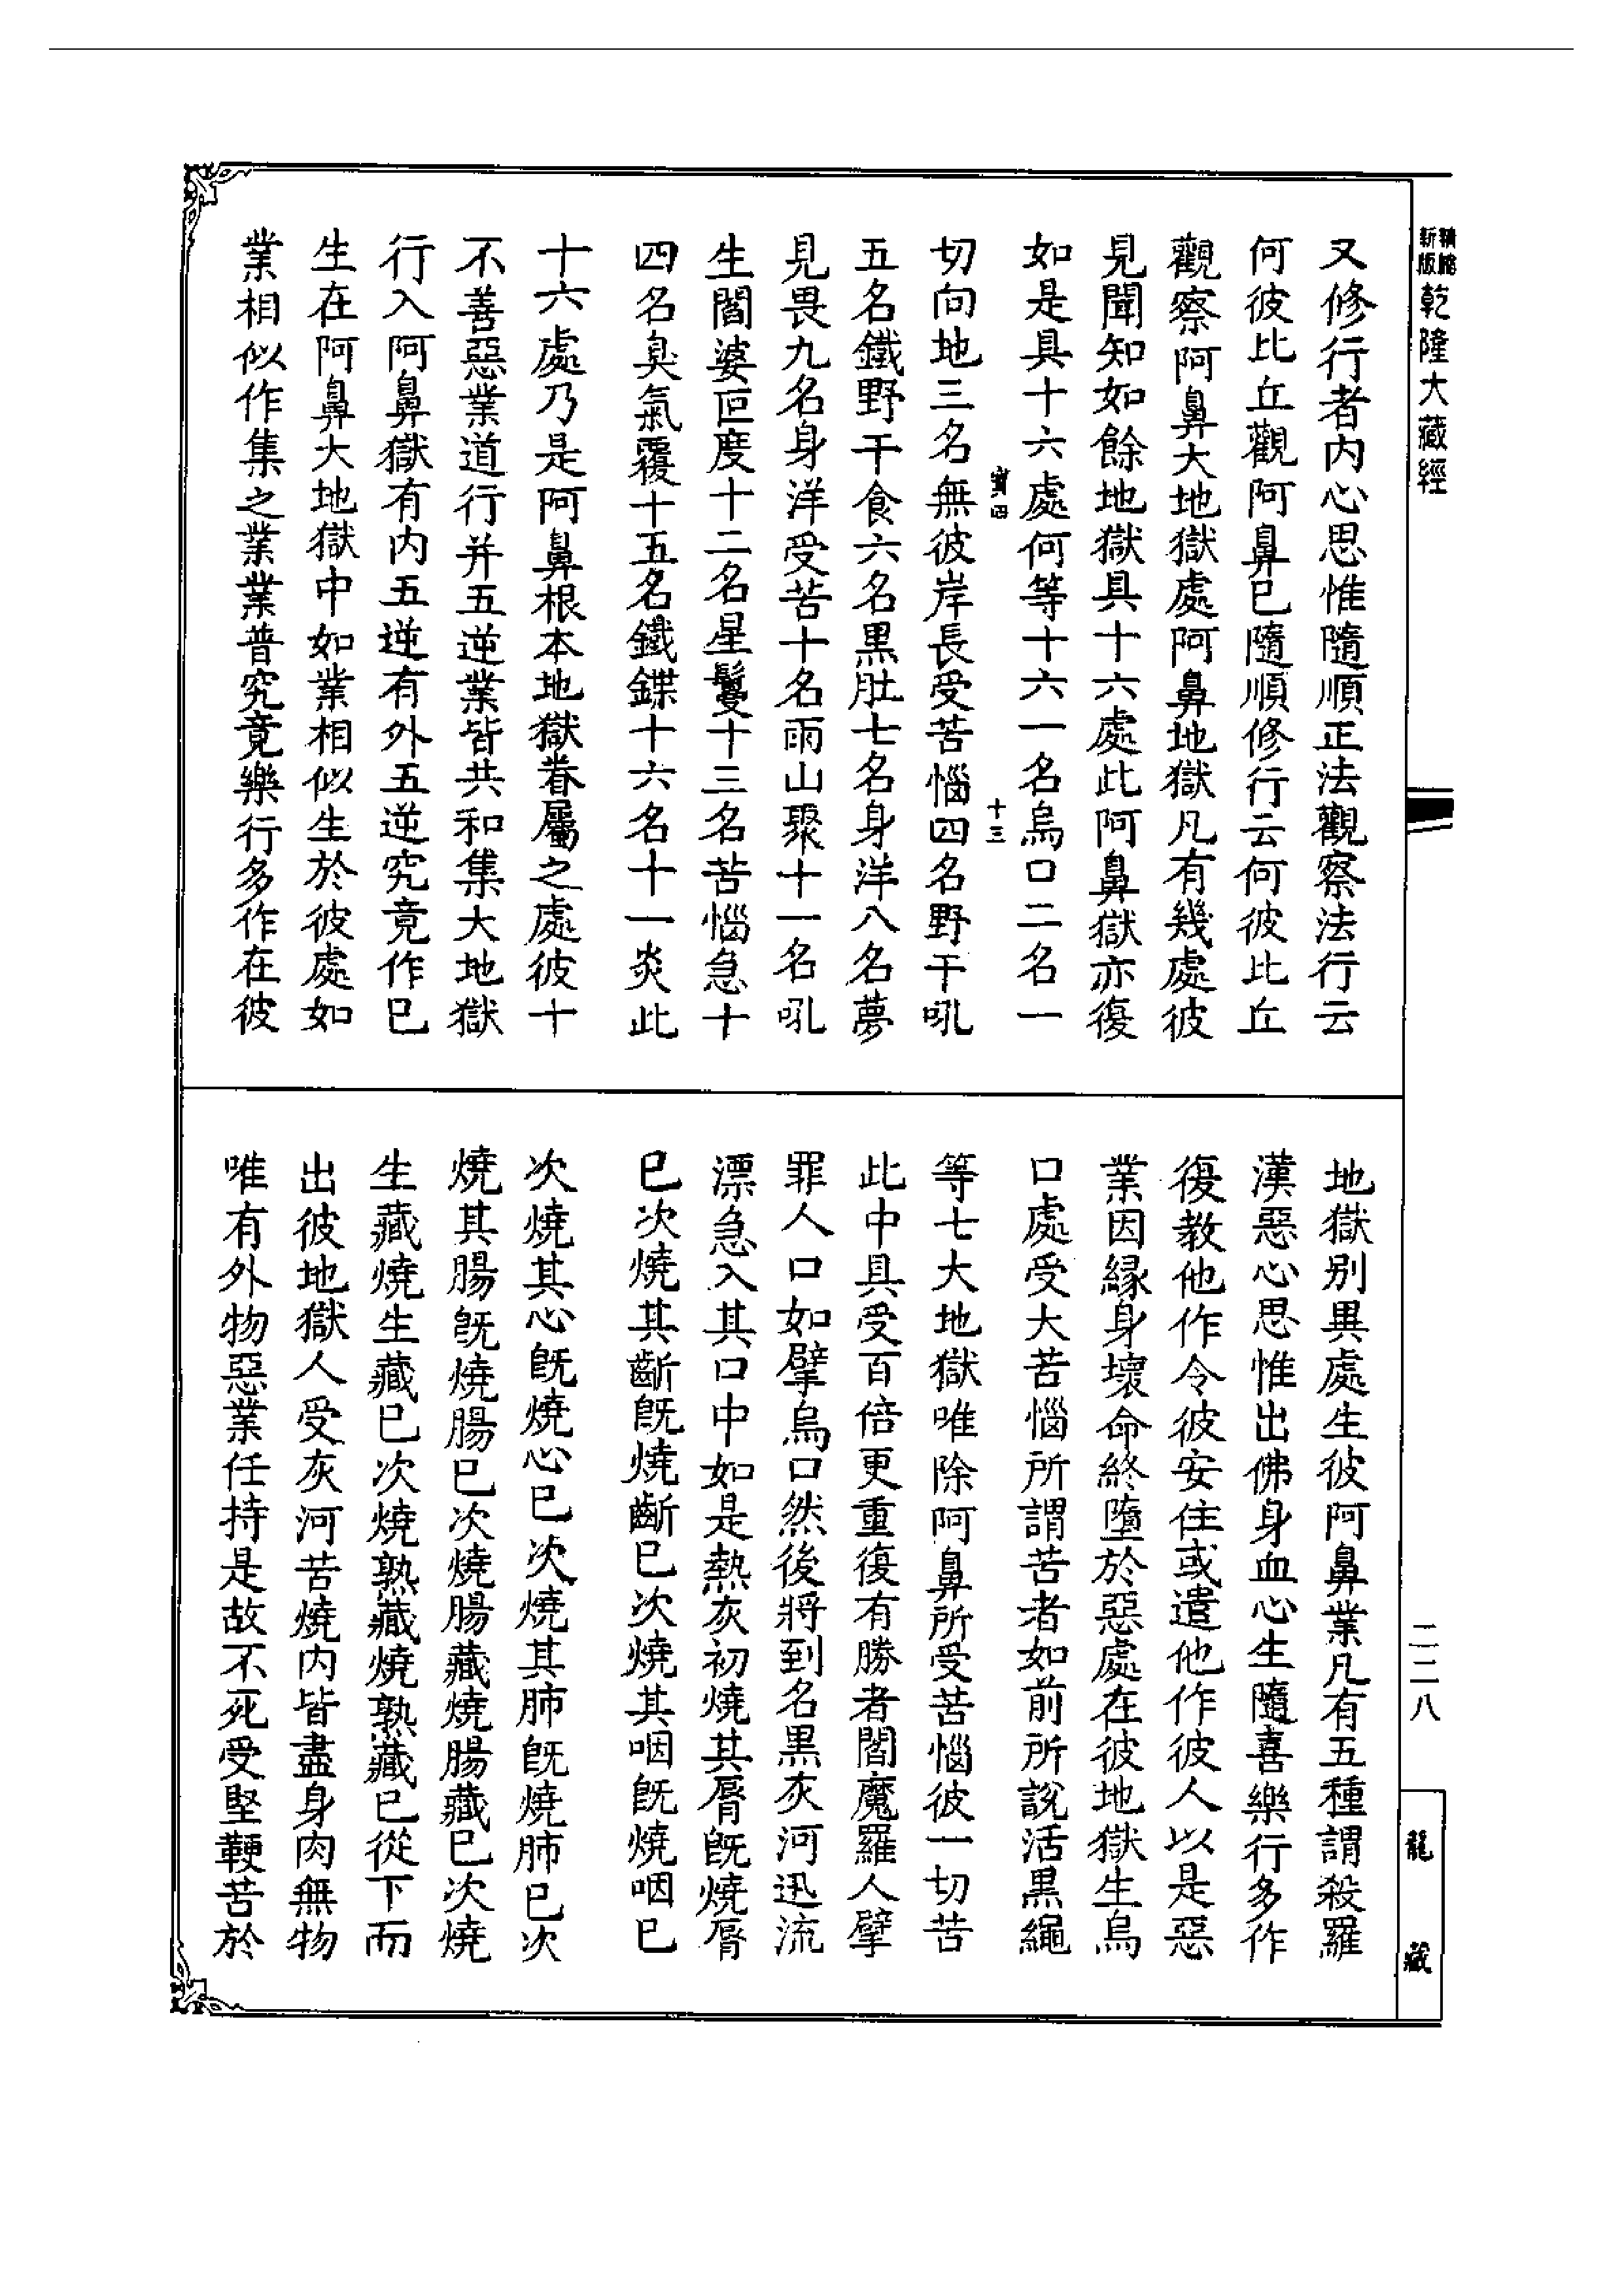 新版精縮乾隆大藏經
又修行者内心思惟隨順正法觀察法行云
何彼比丘觀阿鼻已隨順修行云何彼比丘
觀察阿鼻大地獄處阿鼻地獄凡有幾處彼
見聞知如餘地獄具十六處此阿鼻獄亦復
如是具十六處何等十六一名烏口二名一
寶四 十三
切向地三名無彼岸長受苦惱四名野干吼
五名鐵野干食六名黑肚七名身洋八名夢
見畏九名身洋受苦十名雨山聚十一名吼
生閻婆叵度十二名星鬘十三名苦惱急十
四名臭氣覆十五名鐵鍱十六名十一炎此
十六處乃是阿鼻根本地獄眷屬之處彼十
不善惡業道行并五逆業皆共和集大地獄
行入阿鼻獄有内五逆有外五逆究竟作已
生在阿鼻大地獄中如業相似生於彼處如
業相似作集之業業普究竟樂行多作在彼
二二八
龍藏
地獄别異處生彼阿鼻業凡有五種謂殺羅
漢惡心思惟出佛身血心生隨喜樂行多作
復教他作令彼安住或遣他作彼人以是惡
業因緣身壞命終墮於惡處在彼地獄生烏
口處受大苦惱所謂苦者如前所說活黑繩
等七大地獄唯除阿鼻所受苦惱彼一切苦
此中具受百倍更重復有勝者閻魔羅人擘
罪人口如擘烏口然後將到名黑灰河迅流
漂急入其口中如是熱灰初燒其脣既燒脣
已次燒其齗既燒齗已次燒其咽既燒咽已
次燒其心既燒心已次燒其肺既燒肺已次
燒其腸既燒腸已次燒腸藏燒腸藏已次燒
生藏燒生藏已次燒熟藏燒熟藏已從下而
出彼地獄人受灰河苦燒内皆盡身肉無物
唯有外物惡業任持是故不死受堅鞕苦於